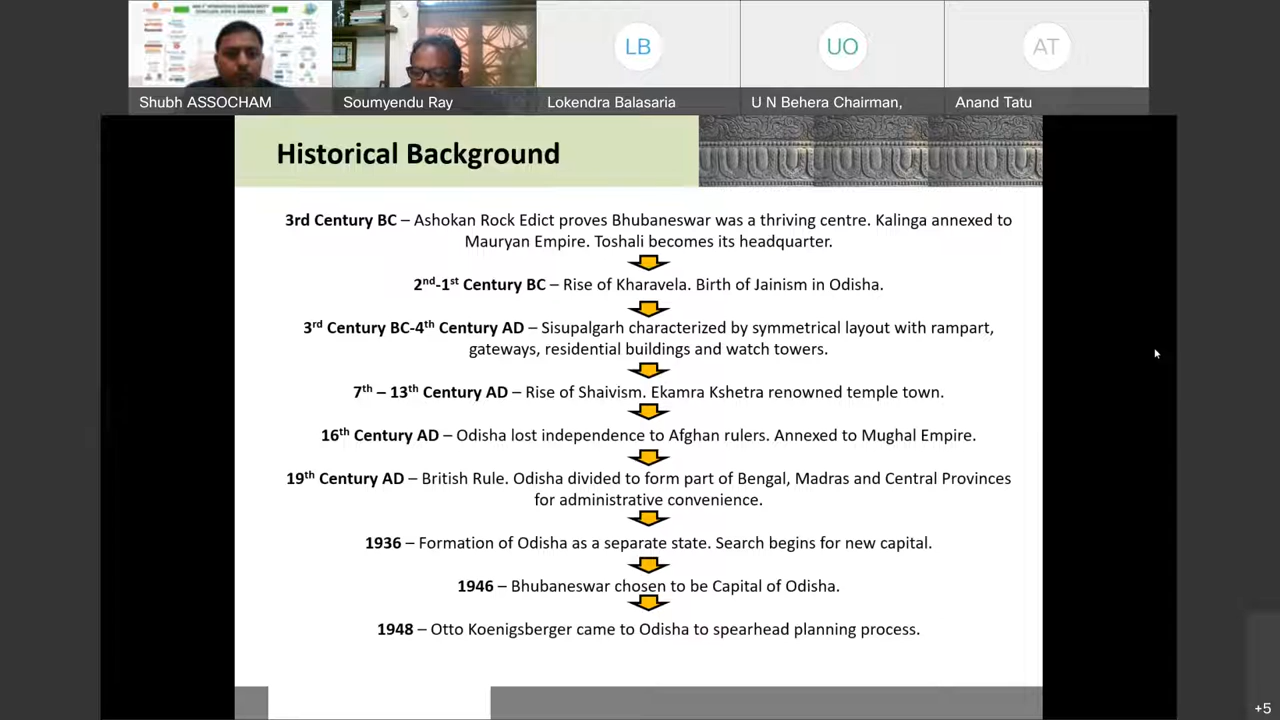 Shubh ASSOCHAM
Soumyendu Ray
LB
Lokendra Balasaria
UO
U N Behera Chairman,
AT
Anand Tatu
Historical Background
3rd Century BC – Ashokan Rock Edict proves Bhubaneswar was a thriving centre. Kalinga annexed to
Mauryan Empire. Toshali becomes its headquarter.
2nd-1st Century BC – Rise of Kharavela. Birth of Jainism in Odisha.
3rd Century BC-4th Century AD – Sisupalgarh characterized by symmetrical layout with rampart,
gateways, residential buildings and watch towers.
7th – 13th Century AD – Rise of Shaivism. Ekamra Kshetra renowned temple town.
16th Century AD – Odisha lost independence to Afghan rulers. Annexed to Mughal Empire.
19th Century AD – British Rule. Odisha divided to form part of Bengal, Madras and Central Provinces
for administrative convenience.
1936 – Formation of Odisha as a separate state. Search begins for new capital.
1946 – Bhubaneswar chosen to be Capital of Odisha.
1948 – Otto Koenigsberger came to Odisha to spearhead planning process.
+5